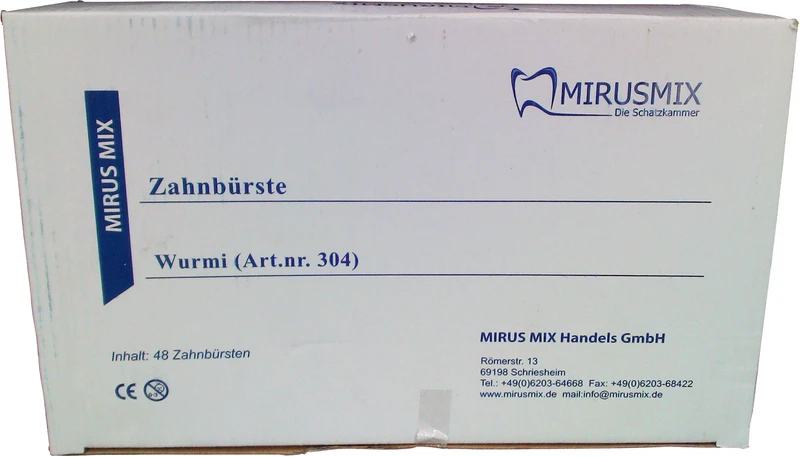 MIRUSMIX
Die Schatzkammer
MIRUS MIX
Zahnbürste
Wurmi (Art.nr. 304)
Inhalt: 48 Zahnbürsten
CE
0-3
MIRUS MIX Handels GmbH
Römerstr. 13
69198 Schriesheim
Tel.: +49(0)6203-64668 Fax: +49(0)6203-68422
www.mirusmix.de mail:info@mirusmix.de